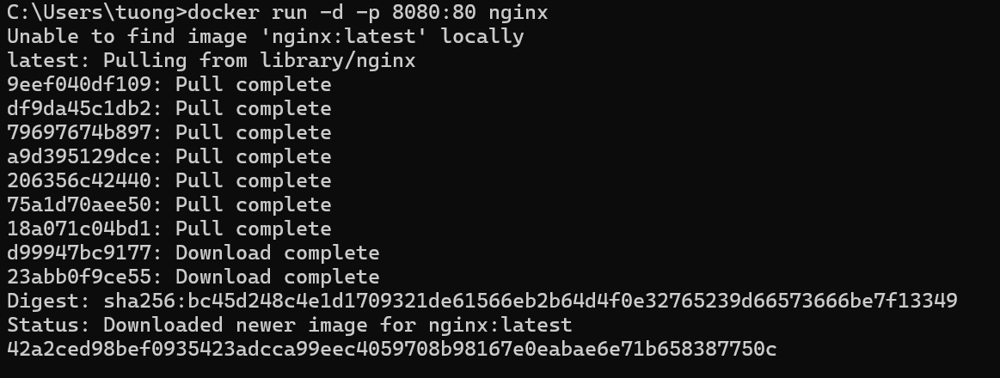 C:\Users\tuong>docker run -d -p 8080:80 nginx
Unable to find image 'nginx:latest' locally
latest: Pulling from library/nginx
9eef040df109: Pull complete
df9da45c1db2: Pull complete
79697674b897: Pull complete
a9d395129dce: Pull complete
206356c42440: Pull complete
75a1d70aee50: Pull complete
18a071c04bd1: Pull complete
d99947bc9177: Download complete
23abb0f9ce55: Download complete
Digest: sha256:bc45d248c4e1d1709321de61566eb2b64d4f0e32765239d66573666be7f13349
Status: Downloaded newer image for nginx:latest
42a2ced98bef0935423adcca99eec4059708b98167e0eabae6e71b658387750c